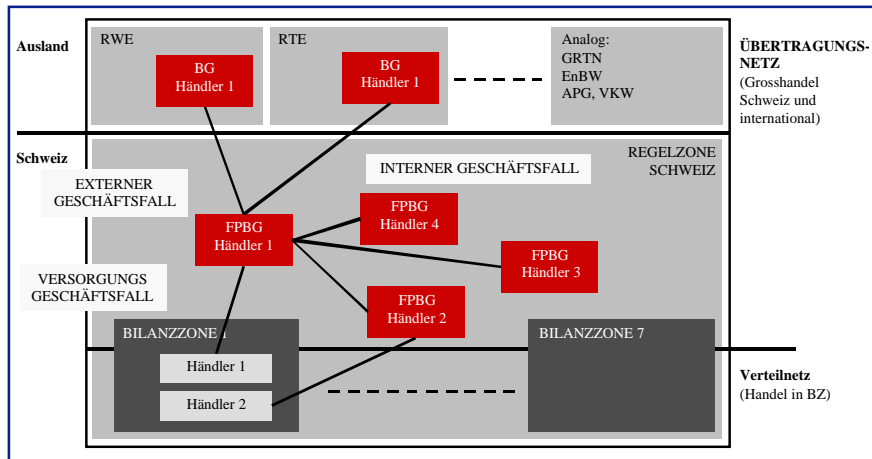 Ausland
RWE
BG
Händler 1
RTE
BG
Händler 1
Analog:
GRTN
EnBW
APG, VKW
ÜBERTRAGUNGS-
NETZ
(Grosshandel
Schweiz und
international)
Schweiz
REGELZONE
SCHWEIZ
EXTERNER
GESCHÄFTSFALL
INTERNER GESCHÄFTSFALL
FPBG
Händler 1
FPBG
Händler 4
FPBG
Händler 3
VERSORGUNGS
GESCHÄFTSFALL
FPBG
Händler 2
BILANZZONE 1
Händler 1
Händler 2
BILANZZONE 7
Verteilnetz
(Handel in BZ)